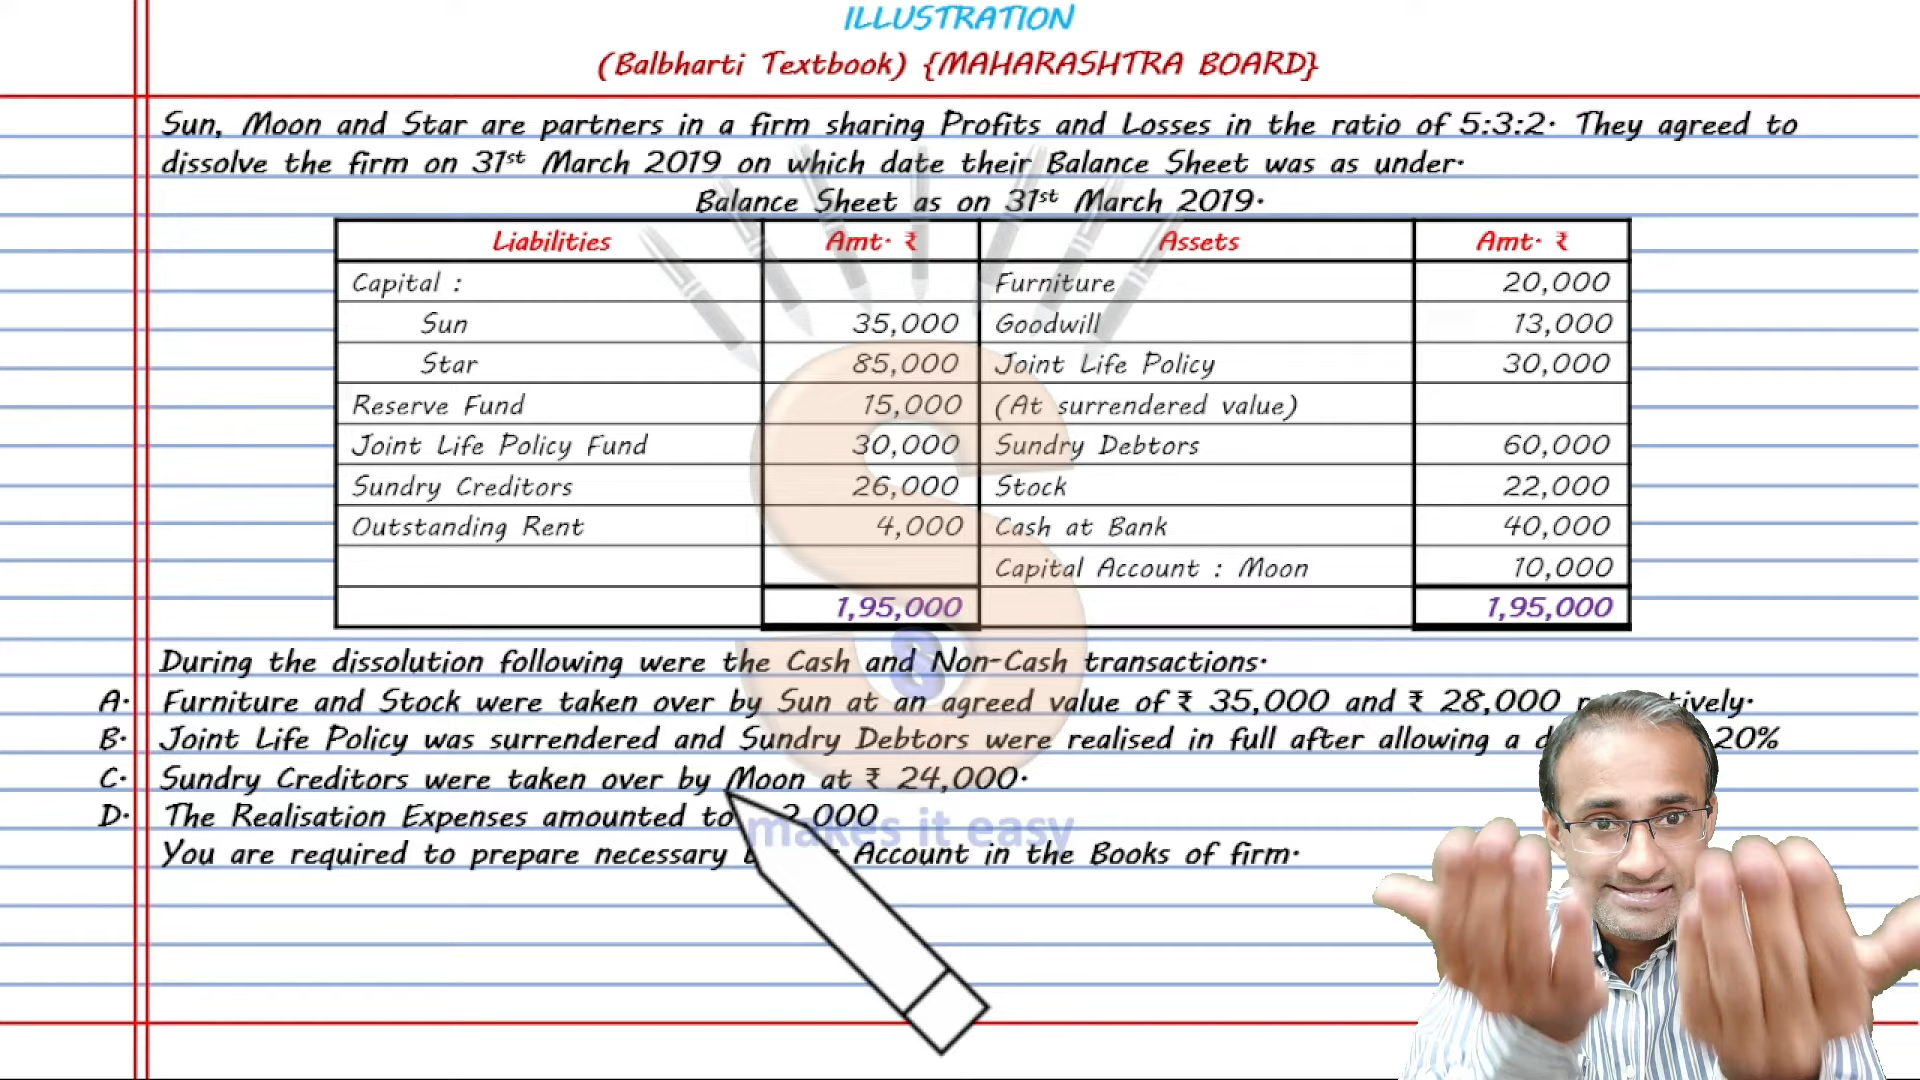 ILLUSTRATION
(Balbharti Textbook) {MAHARASHTRA BOARD}
Sun, Moon and Star are partners in a firm sharing Profits and Losses in the ratio of 5:3:2. They agreed to
dissolve the firm on 31st March 2019 on which date their Balance Sheet was as under.
Balance Sheet as on 31st March 2019.
Liabilities Amt. ₹ Assets Amt. ₹
Capital : Furniture 20,000
Sun 35,000 Goodwill 13,000
Star 85,000 Joint Life Policy 30,000
Reserve Fund 15,000 (At surrendered value)
Joint Life Policy Fund 30,000 Sundry Debtors 60,000
Sundry Creditors 26,000 Stock 22,000
Outstanding Rent 4,000 Cash at Bank 40,000
Capital Account : Moon 10,000
1,95,000 1,95,000
During the dissolution following were the Cash and Non-Cash transactions.
A. Furniture and Stock were taken over by Sun at an agreed value of ₹ 35,000 and ₹ 28,000
B. Joint Life Policy was surrendered and Sundry Debtors were realised in full after allowing a 20%
C. Sundry Creditors were taken over by Moon at ₹ 24,000.
D. The Realisation Expenses amounted to 2,000
makes it easy
You are required to prepare necessary Account in the Books of firm.